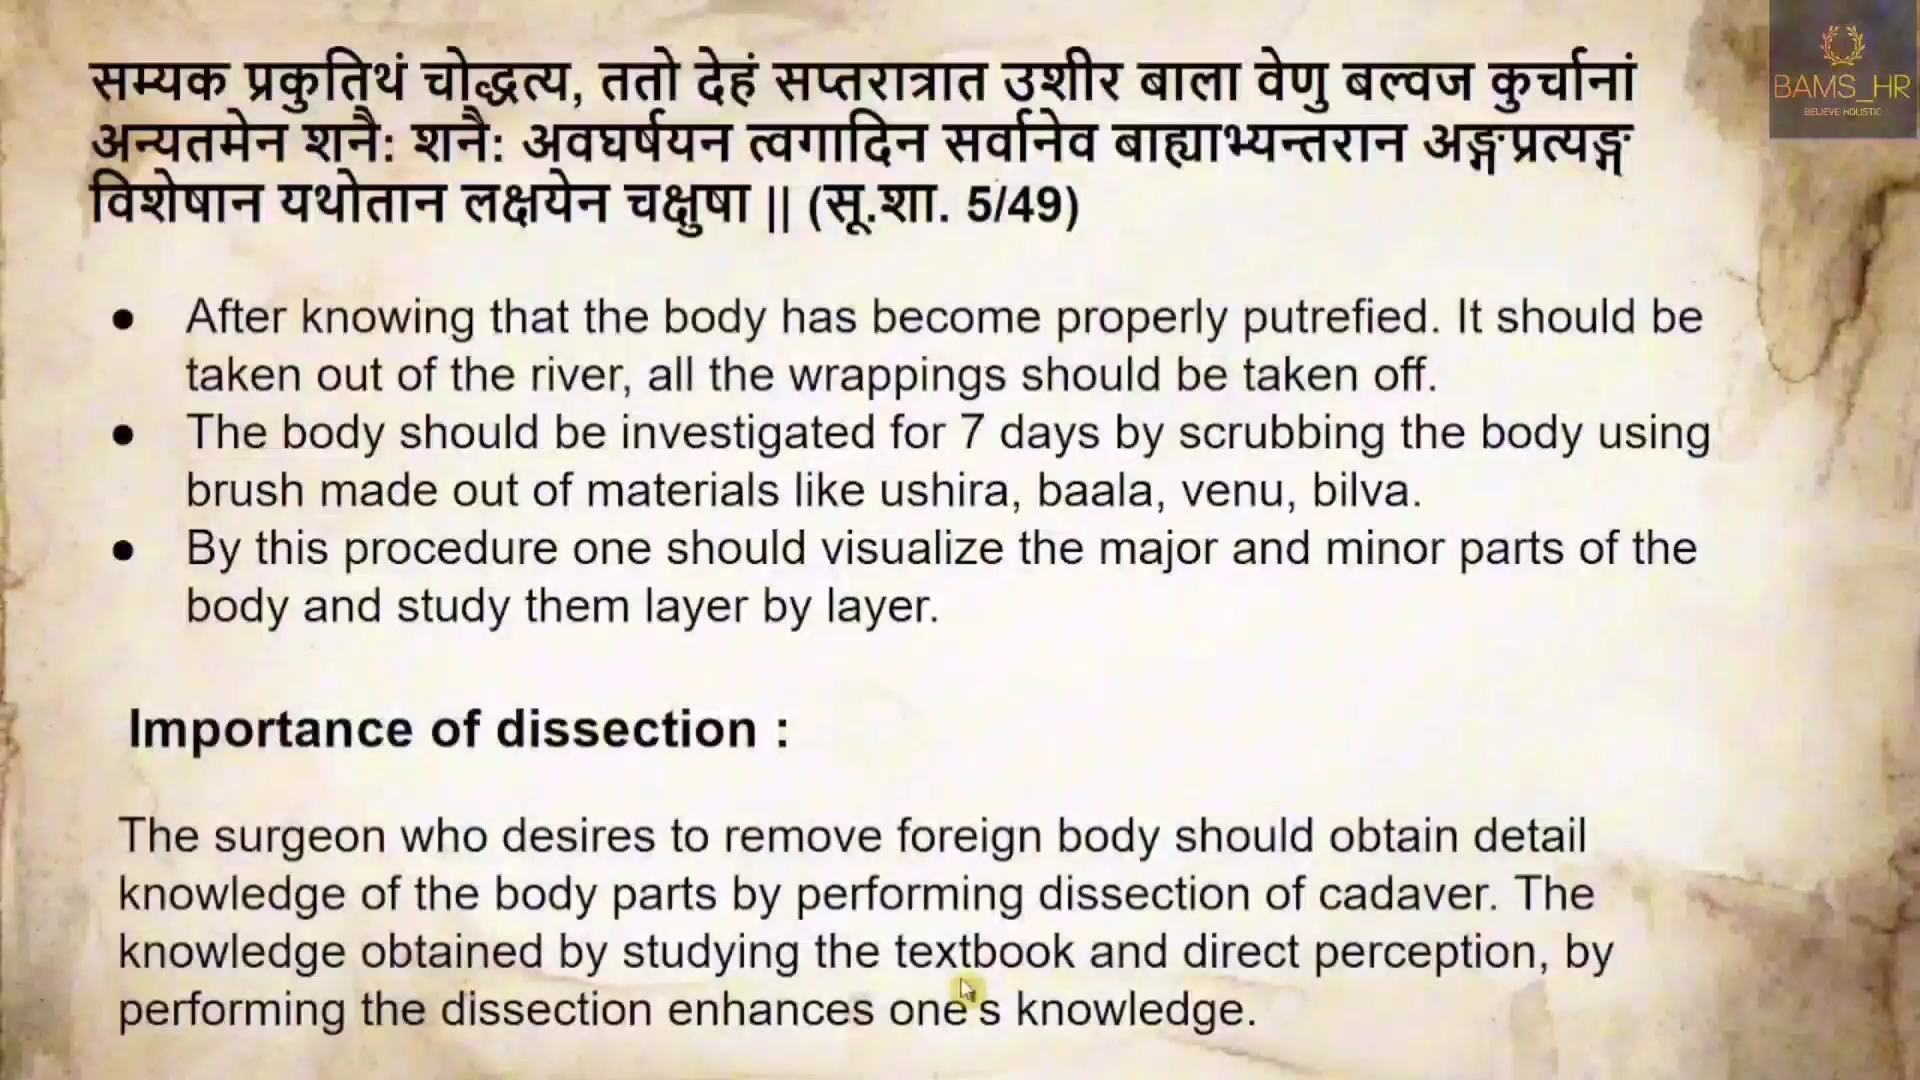 सम्यक प्रकुतिथं चोद्धत्य, ततो देहं सप्तरात्रात उशीर बाला वेणु बल्वज कुर्चानां
अन्यतमेन शनै: शनै: अवघर्षयन त्वगादिन सर्वानेव बाह्याभ्यन्तरान अङ्गप्रत्यङ्ग
विशेषान यथोतान लक्षयेन चक्षुषा || (सू.शा. 5/49)
BAMS_HR
BELIEVE HOLISTIC
● After knowing that the body has become properly putrefied. It should be
taken out of the river, all the wrappings should be taken off.
● The body should be investigated for 7 days by scrubbing the body using
brush made out of materials like ushira, baala, venu, bilva.
● By this procedure one should visualize the major and minor parts of the
body and study them layer by layer.
Importance of dissection :
The surgeon who desires to remove foreign body should obtain detail
knowledge of the body parts by performing dissection of cadaver. The
knowledge obtained by studying the textbook and direct perception, by
performing the dissection enhances one's knowledge.